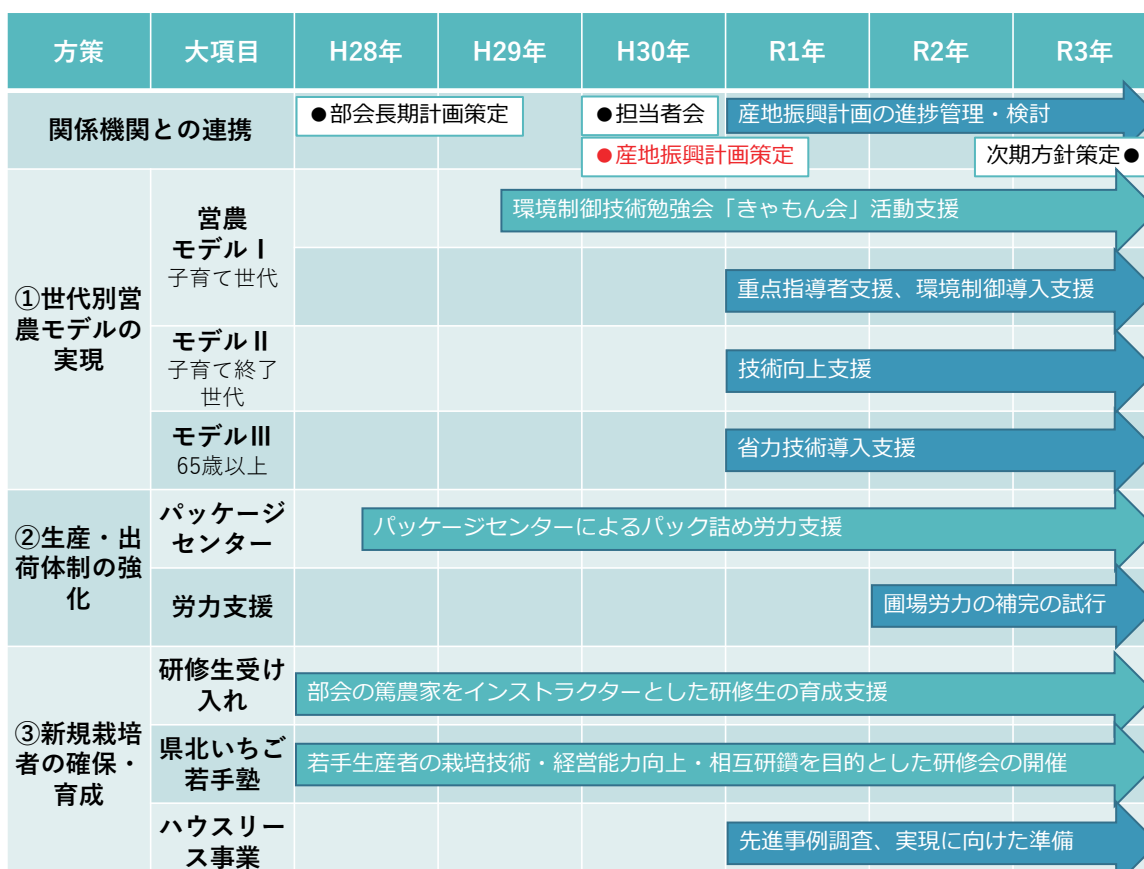 方策 大項目 H28年 H29年 H30年 R1年 R2年 R3年
関係機関との連携
●部会長期計画策定
●担当者会
産地振興計画の進捗管理・検討
●産地振興計画策定
次期方針策定●
①世代別営
農モデルの
実現
営農
モデルⅠ
子育て世代
環境制御技術勉強会「きゃもん会」活動支援
重点指導者支援、環境制御導入支援
モデルⅡ
子育て終了
世代
技術向上支援
モデルⅢ
65歳以上
省力技術導入支援
②生産・出
荷体制の強
化
パッケージ
センター
パッケージセンターによるパック詰め労力支援
労力支援
圃場労力の補完の試行
③新規栽培
者の確保・
育成
研修生受け
入れ
部会の篤農家をインストラクターとした研修生の育成支援
県北いちご
若手塾
若手生産者の栽培技術・経営能力向上・相互研鑽を目的とした研修会の開催
ハウスリー
ス事業
先進事例調査、実現に向けた準備